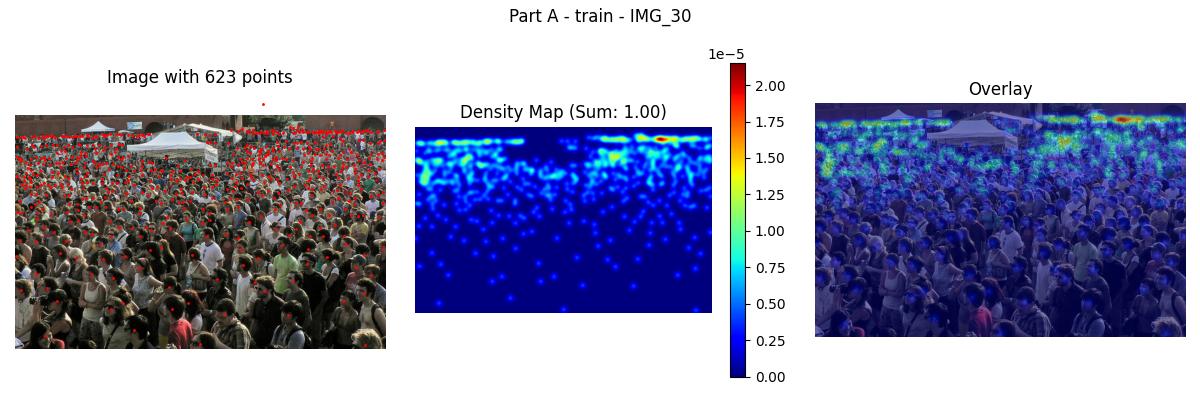 Part A - train - IMG_30
Image with 623 points
Density Map (Sum: 1.00)
1e−5
2.00
1.75
1.50
1.25
1.00
0.75
0.50
0.25
0.00
Overlay